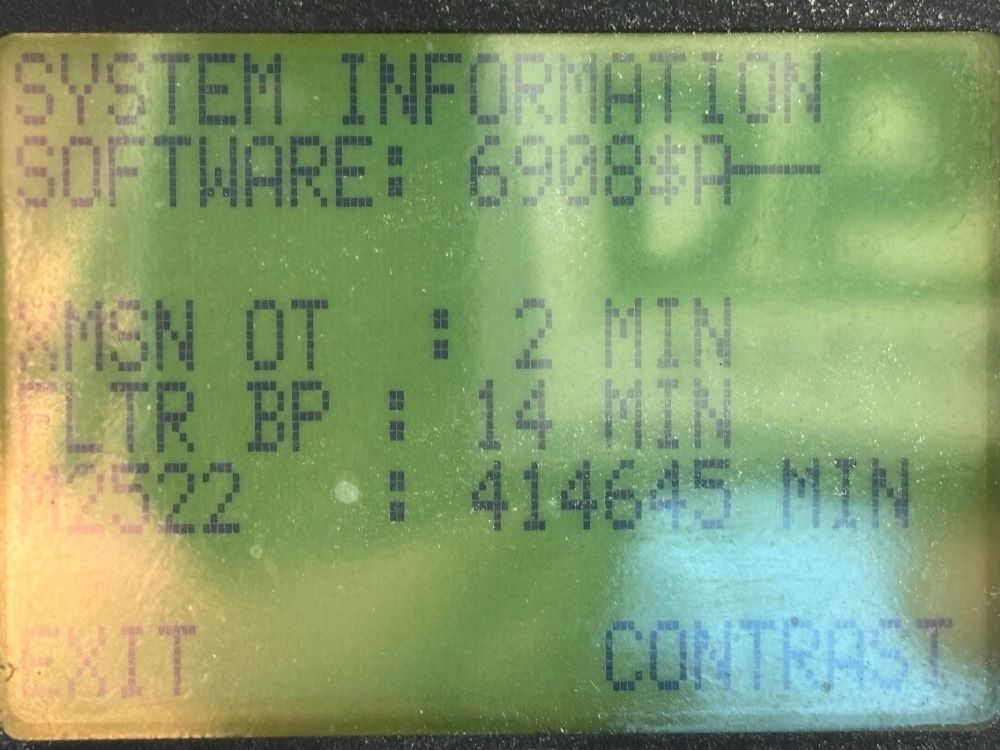 SYSTEM INFORMATION
SOFTWARE: 6908$A——
XMSN OT : 2 MIN
FLTR BP : 14 MIN
M2522 : 414645 MIN
EXIT CONTRAST